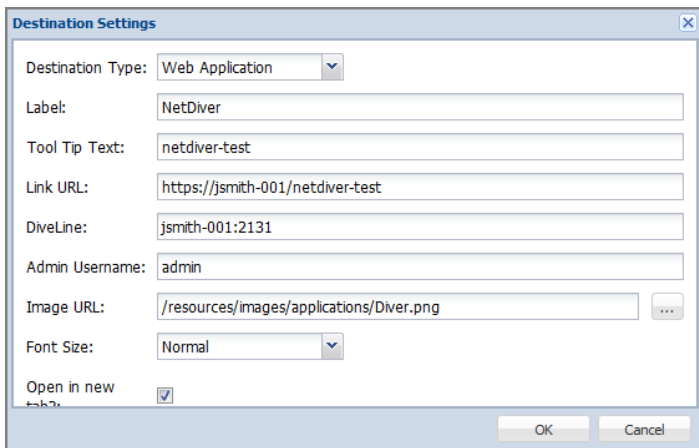 Destination Settings
Destination Type: Web Application
Label: NetDiver
Tool Tip Text: netdiver-test
Link URL: https://jsmith-001/netdiver-test
DiveLine: jsmith-001:2131
Admin Username: admin
Image URL: /resources/images/applications/Diver.png ...
Font Size: Normal
Open in new
tab?:
OK Cancel